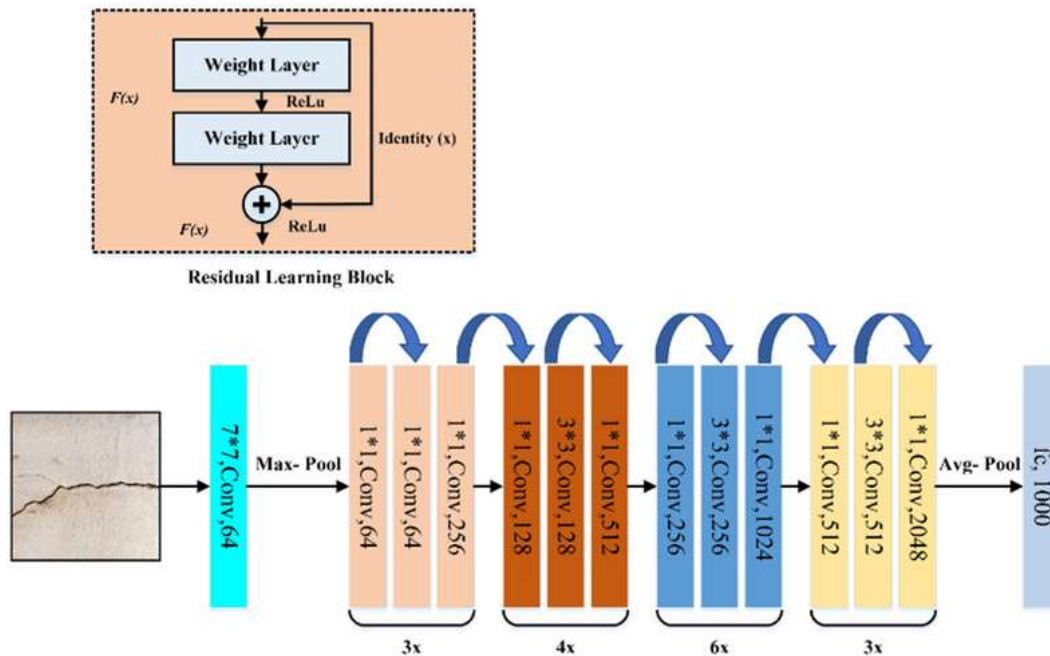 Weight Layer
F(x)
ReLu
Weight Layer
Identity (x)
+
F(x)
ReLu
Residual Learning Block
7*7,Conv,64
Max- Pool
1*1,Conv,64
1*1,Conv,64
1*1,Conv,256
1*1,Conv,128
3*3,Conv,128
1*1,Conv,512
1*1,Conv,256
3*3,Conv,256
1*1,Conv,1024
1*1,Conv,512
3*3,Conv,512
1*1,Conv,2048
Avg- Pool
fc, 1000
3x
4x
6x
3x